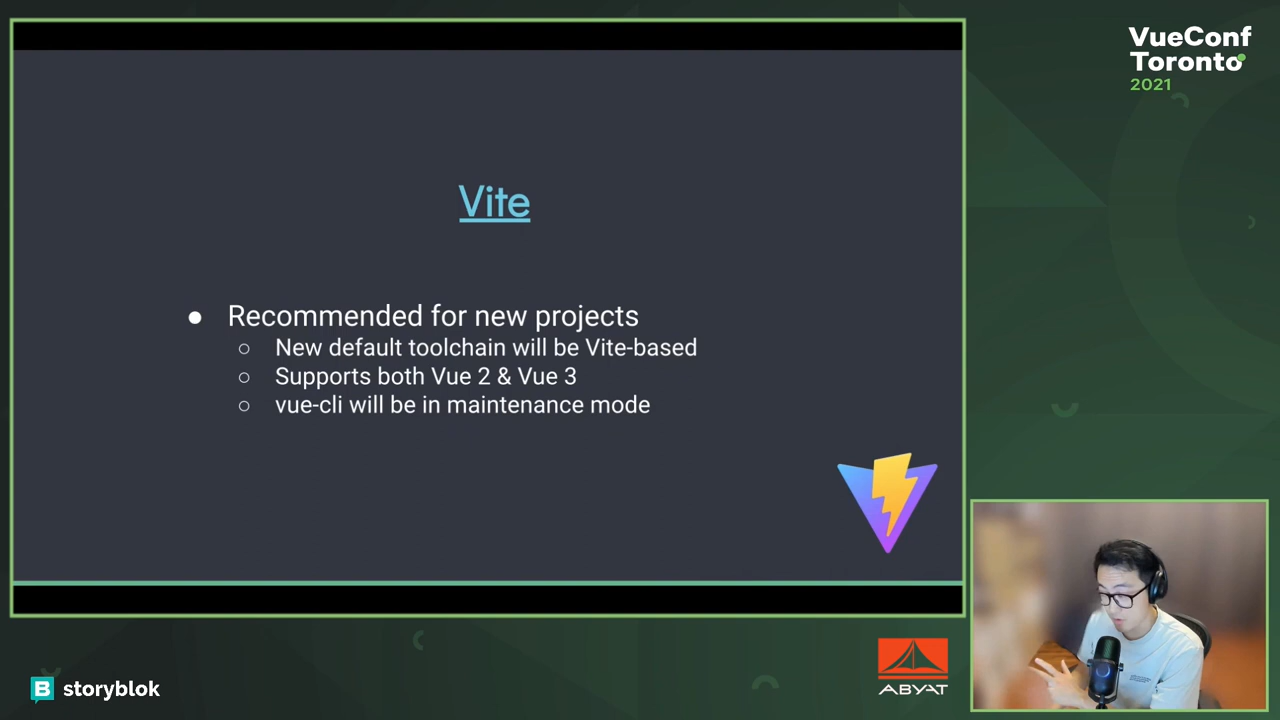 VueConf
Toronto
2021
Vite
● Recommended for new projects
○ New default toolchain will be Vite-based
○ Supports both Vue 2 & Vue 3
○ vue-cli will be in maintenance mode
B storyblok
ABYAT